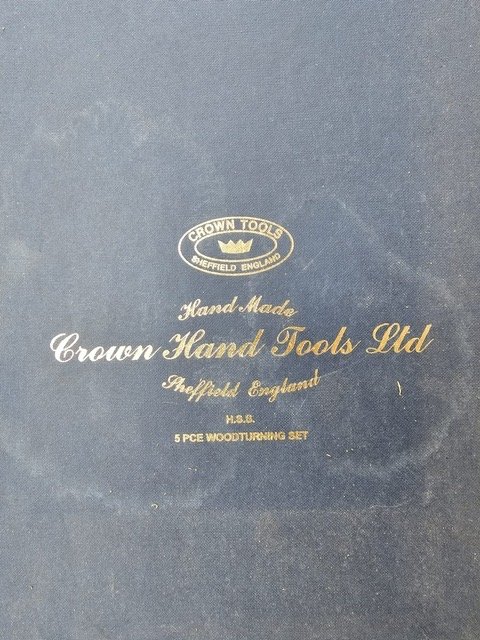 CROWN TOOLS
SHEFFIELD ENGLAND
Hand Made
Crown Hand Tools Ltd
Sheffield England
H.S.S.
5 PCE WOODTURNING SET